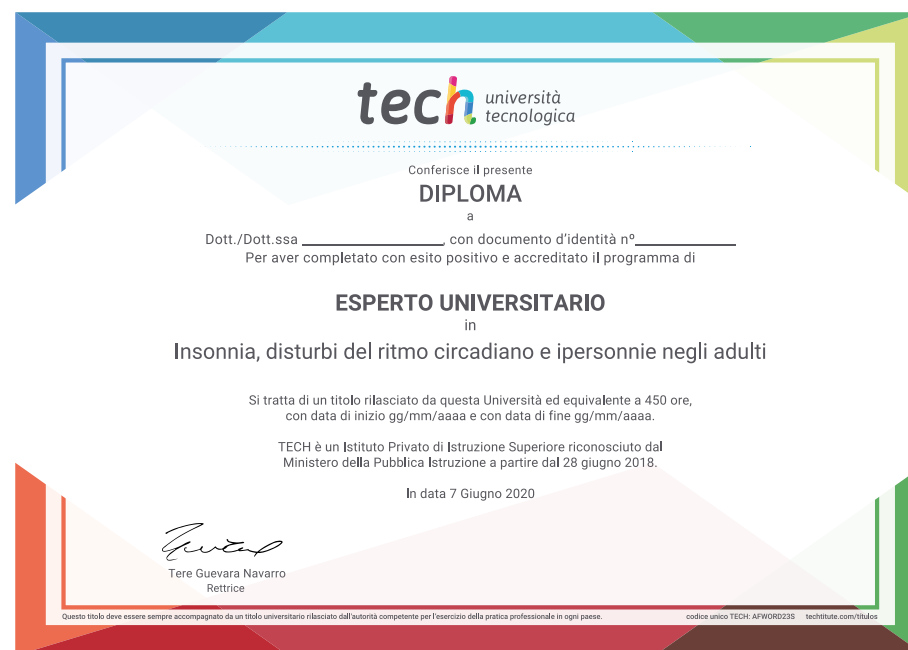 tech università
tecnologica
Conferisce il presente
DIPLOMA
a
Dott./Dott.ssa ____________________, con documento d'identità nº______________
Per aver completato con esito positivo e accreditato il programma di
ESPERTO UNIVERSITARIO
in
Insonnia, disturbi del ritmo circadiano e ipersonnie negli adulti
Si tratta di un titolo rilasciato da questa Università ed equivalente a 450 ore,
con data di inizio gg/mm/aaaa e con data di fine gg/mm/aaaa.
TECH è un Istituto Privato di Istruzione Superiore riconosciuto dal
Ministero della Pubblica Istruzione a partire dal 28 giugno 2018.
In data 7 Giugno 2020
Tere Guevara Navarro
Rettrice
Questo titolo deve essere sempre accompagnato da un titolo universitario rilasciato dall'autorità competente per l'esercizio della pratica professionale in ogni paese. codice unico TECH: AFWORD23S techtitute.com/titulos